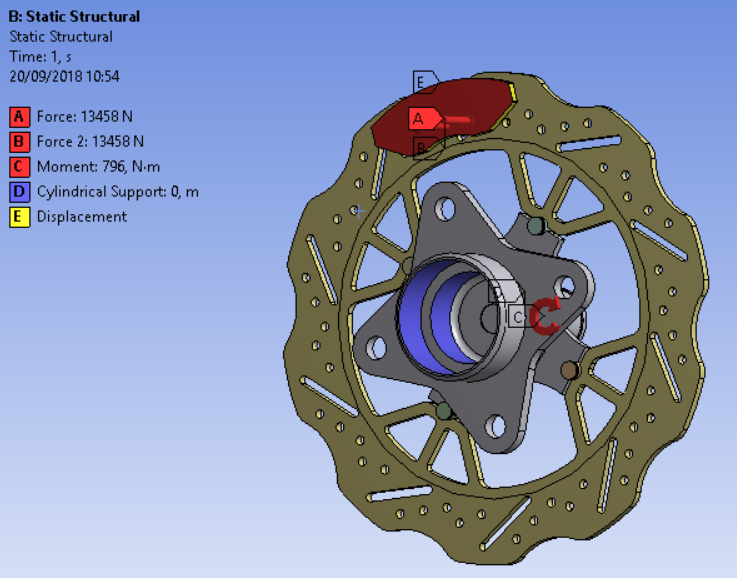 B: Static Structural
Static Structural
Time: 1, s
20/09/2018 10:54
A Force: 13458 N
B Force 2: 13458 N
C Moment: 796, N·m
D Cylindrical Support: 0, m
E Displacement
E
A
B
C